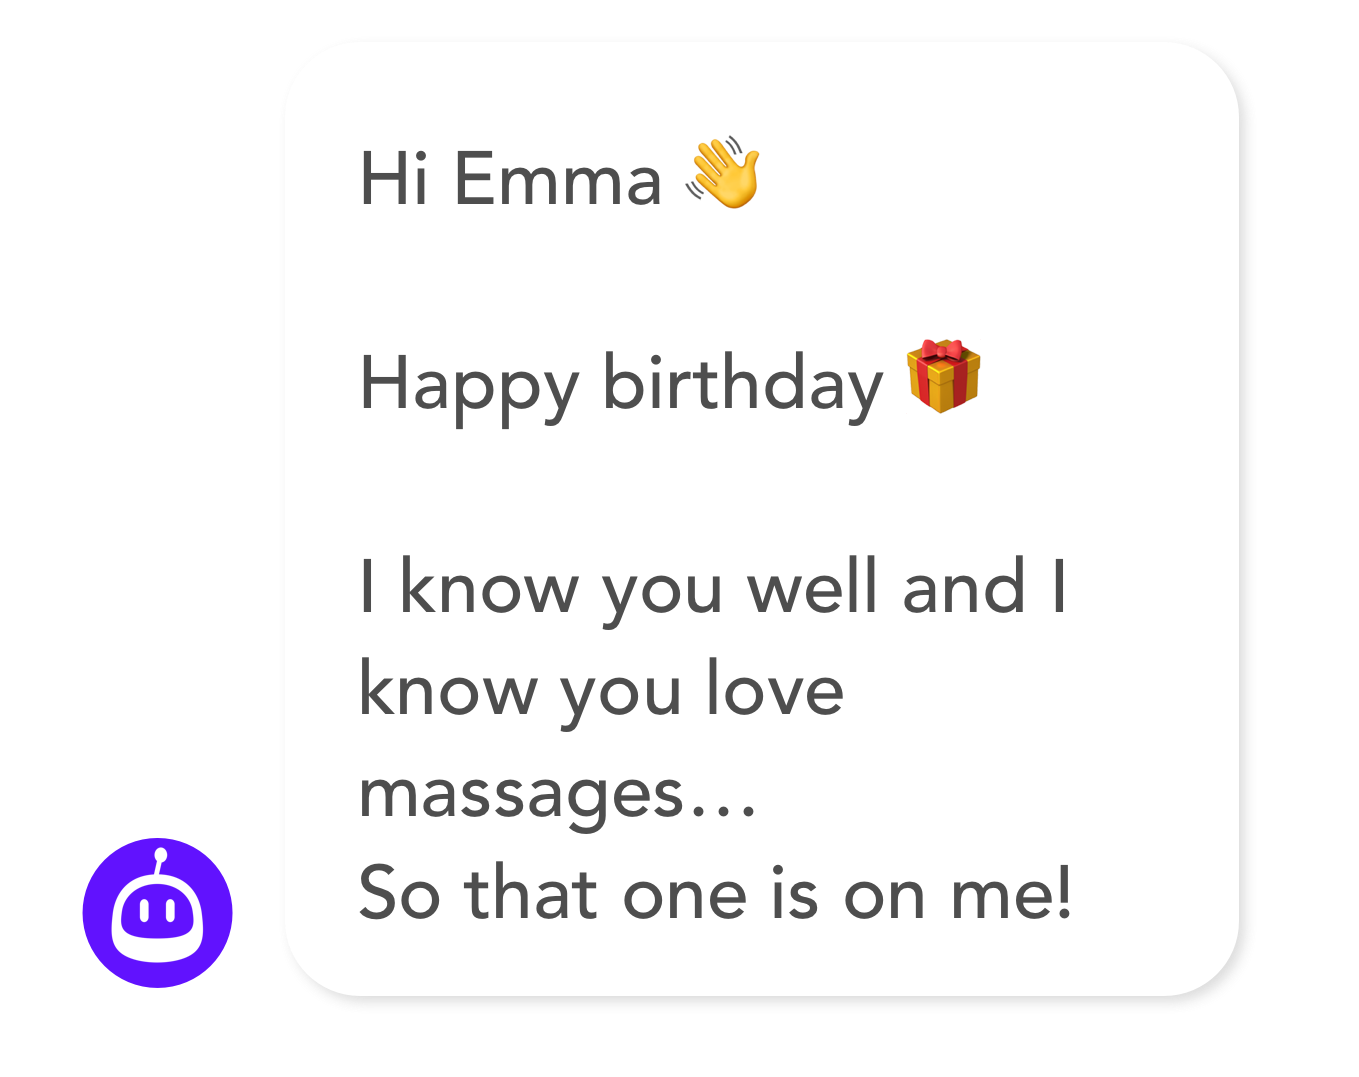 Hi Emma 👋
Happy birthday 🎁
I know you well and I
know you love
massages…
So that one is on me!